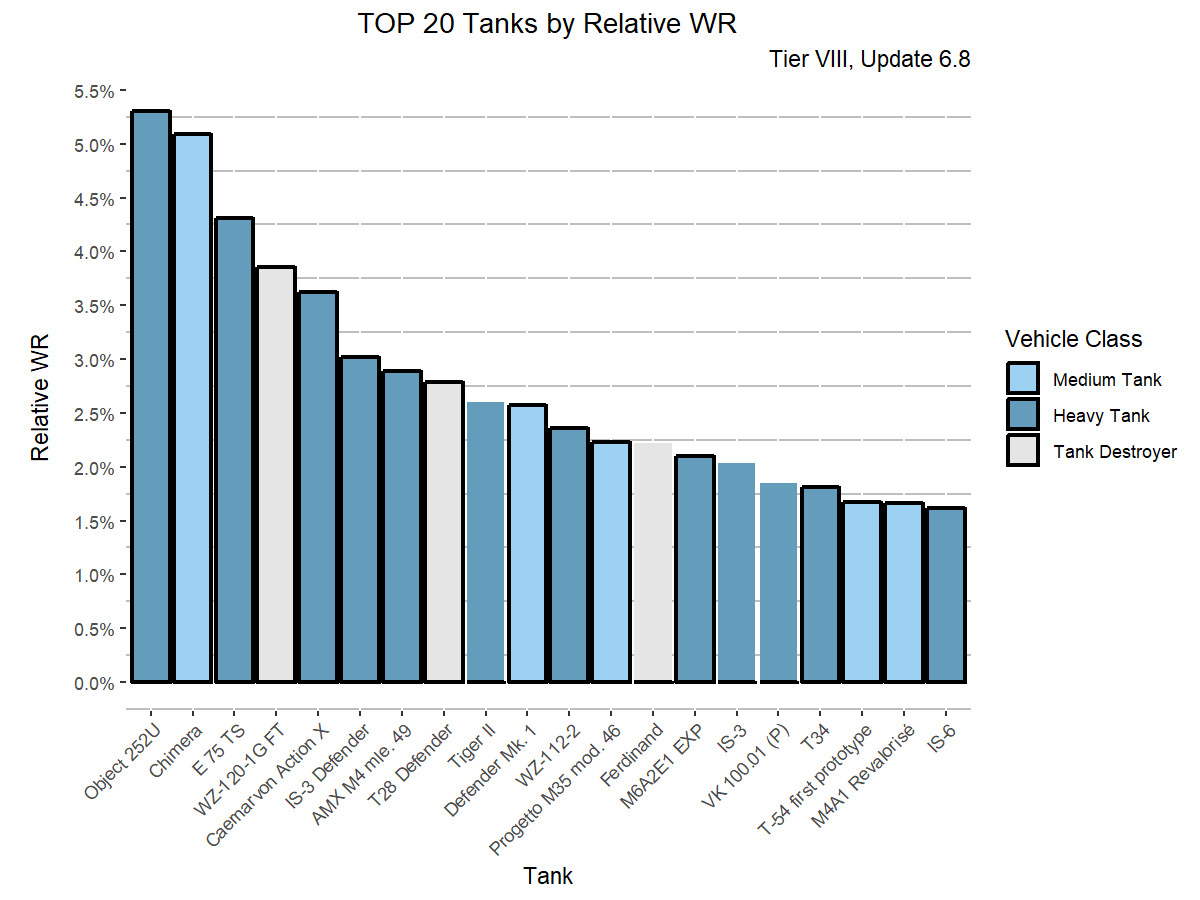 TOP 20 Tanks by Relative WR
Tier VIII, Update 6.8
5.5%
5.0%
4.5%
4.0%
3.5%
3.0%
2.5%
2.0%
1.5%
1.0%
0.5%
0.0%
Relative WR
Object 252U
Chimera
E 75 TS
WZ-120-1G FT
Caernarvon Action X
IS-3 Defender
AMX M4 mle. 49
T28 Defender
Tiger II
Defender Mk. 1
WZ-112-2
Progetto M35 mod. 46
Ferdinand
M6A2E1 EXP
IS-3
VK 100.01 (P)
T34
T-54 first prototype
M4A1 Revalorisé
IS-6
Tank
Vehicle Class
Medium Tank
Heavy Tank
Tank Destroyer